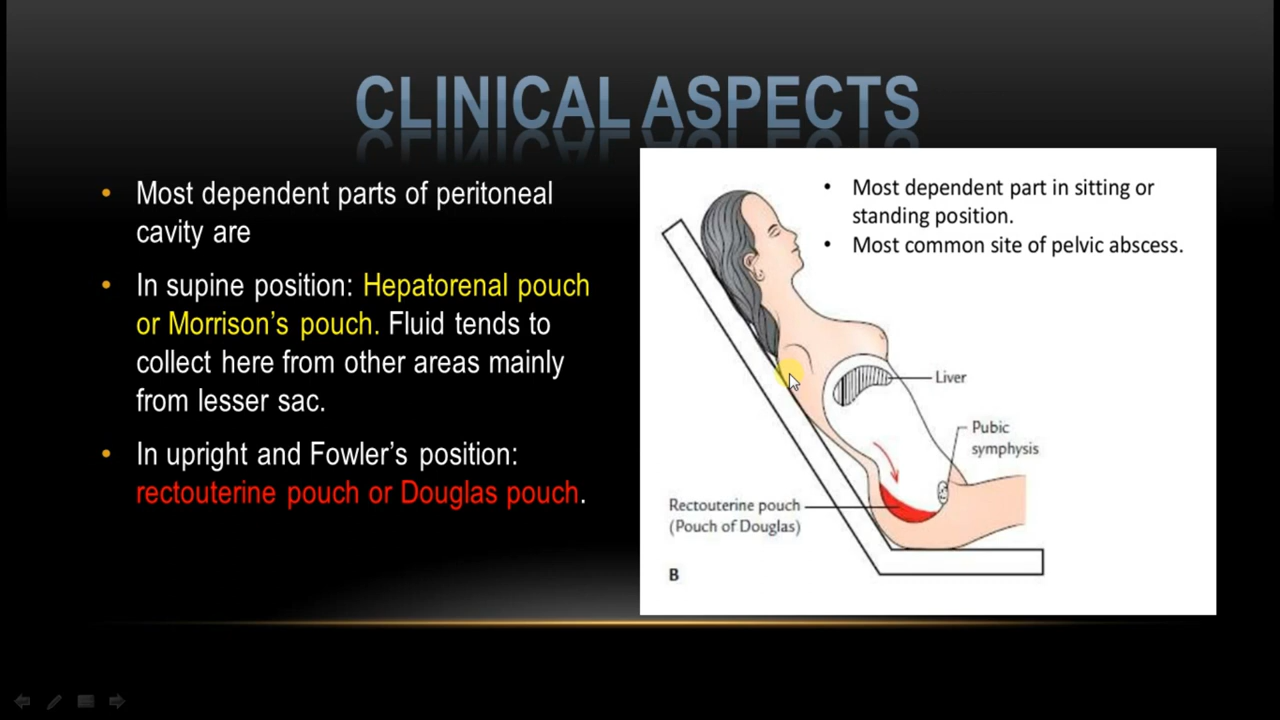 CLINICAL ASPECTS
• Most dependent parts of peritoneal
cavity are
• In supine position: Hepatorenal pouch
or Morrison’s pouch. Fluid tends to
collect here from other areas mainly
from lesser sac.
• In upright and Fowler’s position:
rectouterine pouch or Douglas pouch.
• Most dependent part in sitting or
standing position.
• Most common site of pelvic abscess.
Liver
Pubic
symphysis
Rectouterine pouch
(Pouch of Douglas)
B